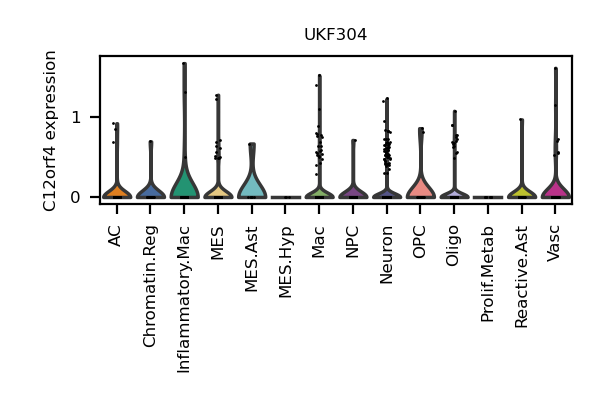 UKF304
C12orf4 expression
1
0
AC
Chromatin.Reg
Inflammatory.Mac
MES
MES.Ast
MES.Hyp
Mac
NPC
Neuron
OPC
Oligo
Prolif.Metab
Reactive.Ast
Vasc